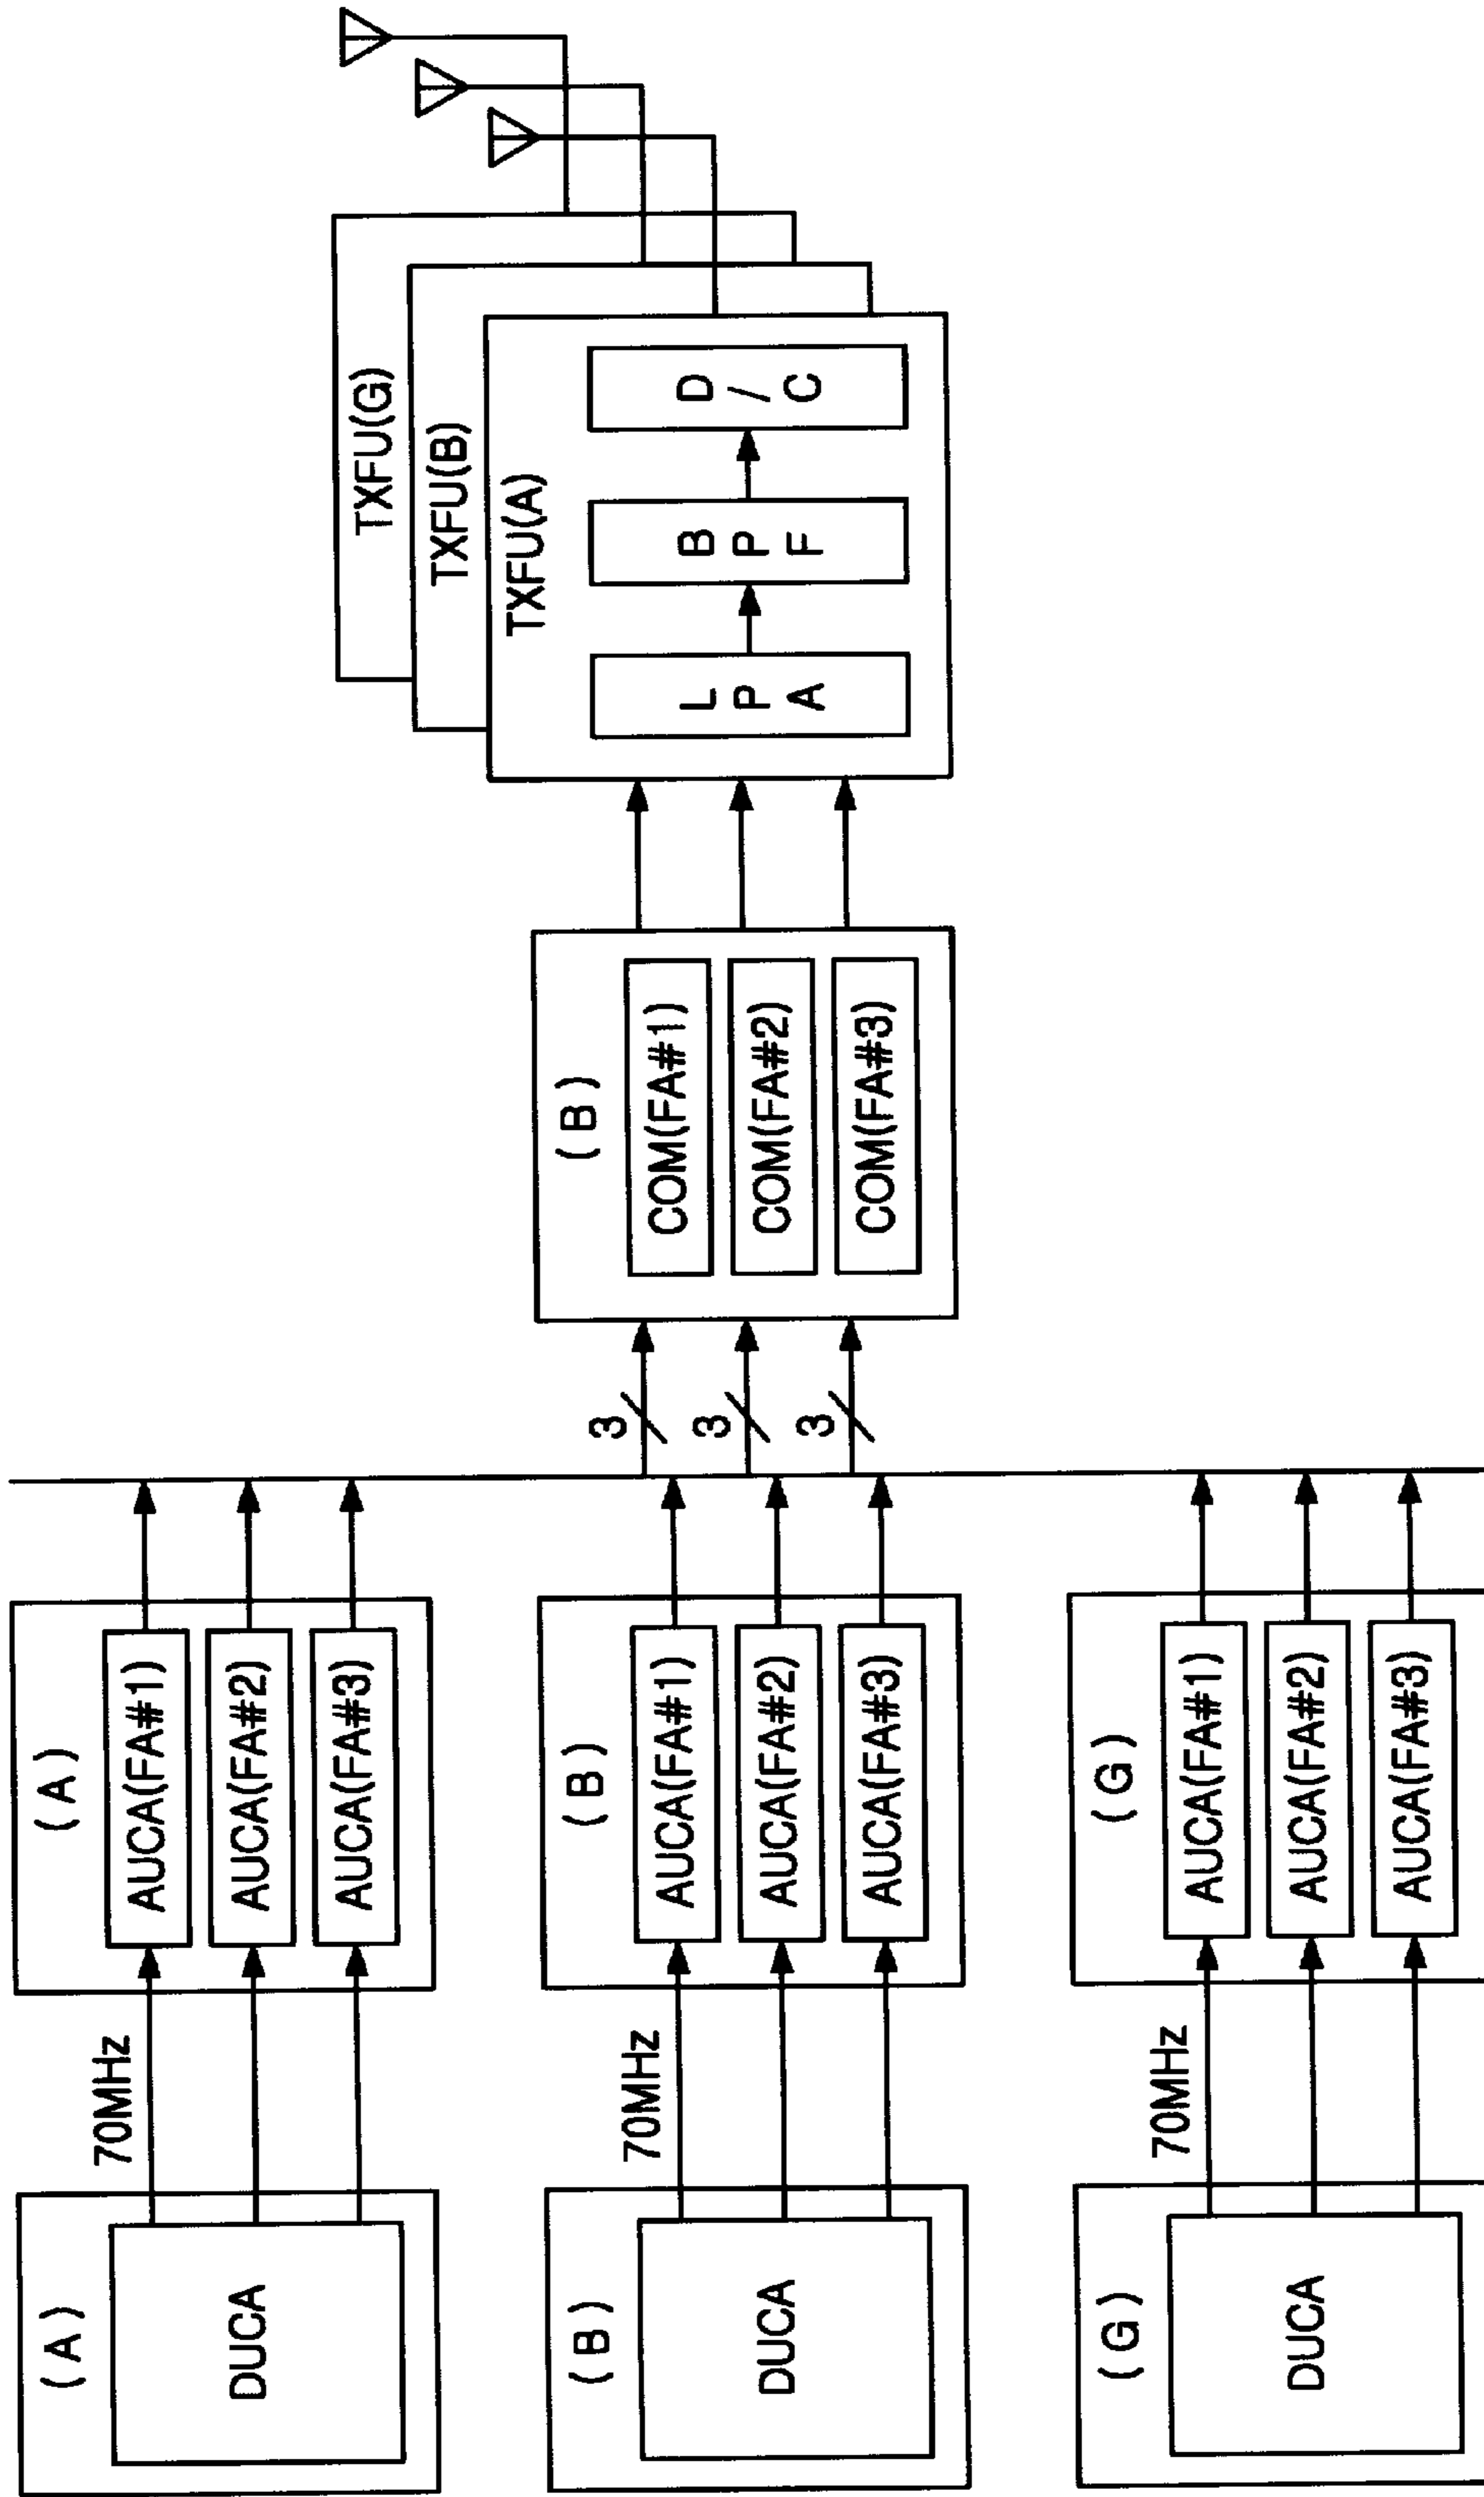 (A)
DUCA
70MHz
(A)
AUCA(FA#1)
AUCA(FA#2)
AUCA(FA#3)
(B)
DUCA
70MHz
(B)
AUCA(FA#1)
AUCA(FA#2)
AUCA(FA#3)
(G)
DUCA
70MHz
(G)
AUCA(FA#1)
AUCA(FA#2)
AUCA(FA#3)
3
3
3
(B)
COM(FA#1)
COM(FA#2)
COM(FA#3)
TXFU(G)
TXFU(B)
TXFU(A)
L
P
A
B
P
F
D
/
C